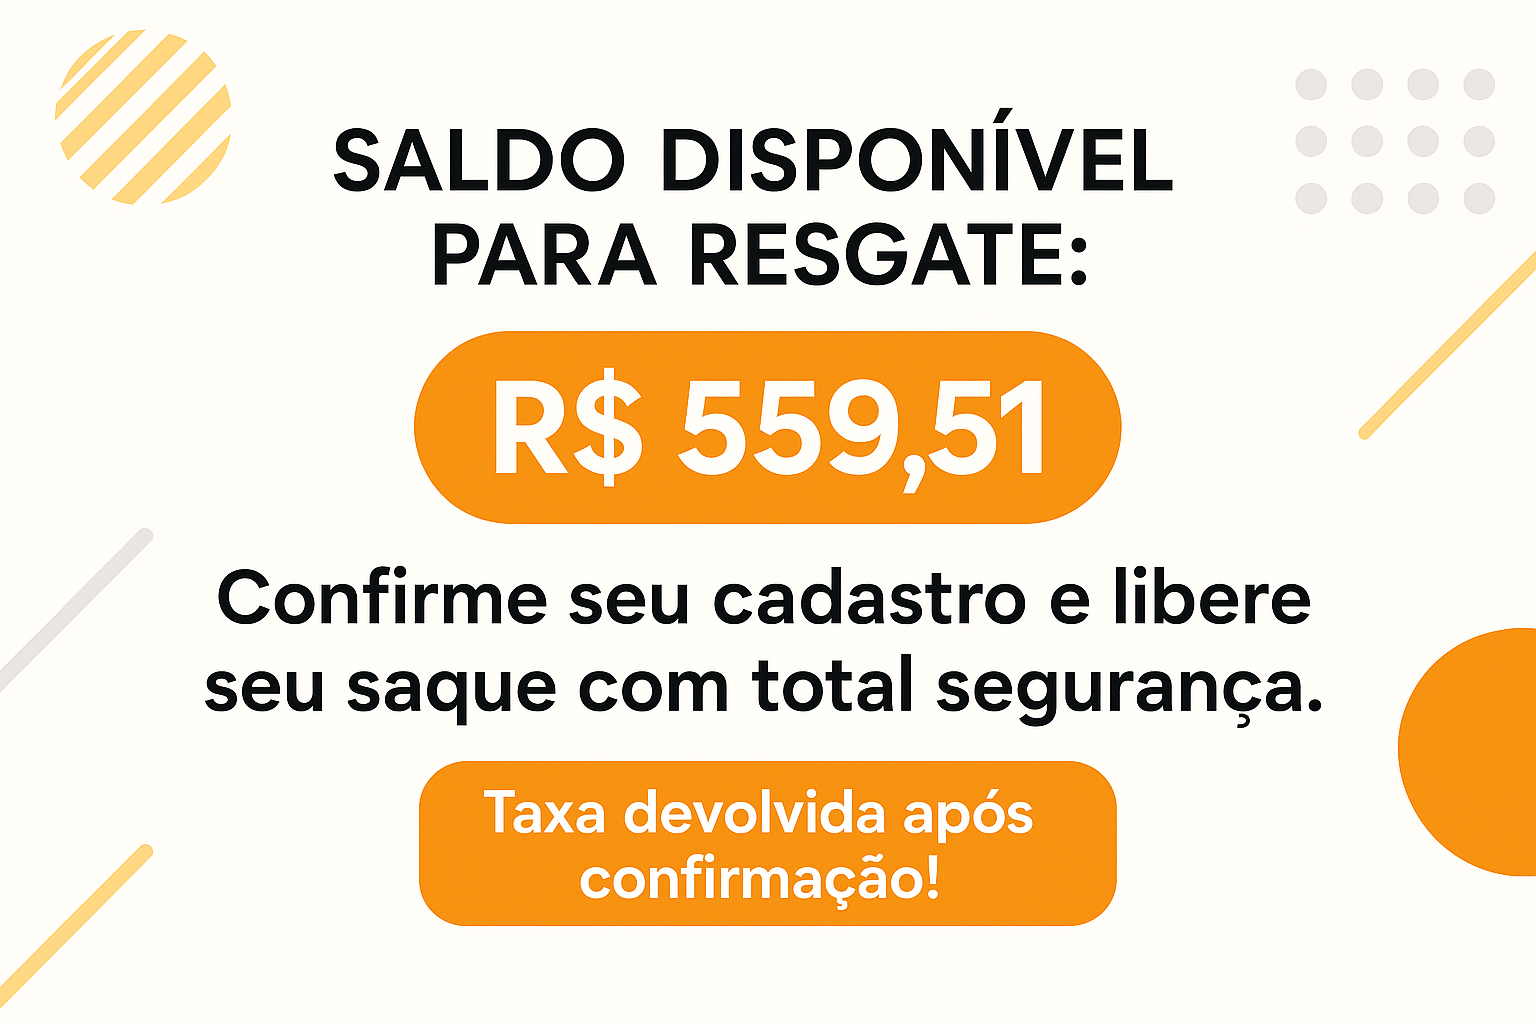 SALDO DISPONÍVEL
PARA RESGATE:
R$ 559,51
Confirme seu cadastro e libere
seu saque com total segurança.
Taxa devolvida após
confirmação!